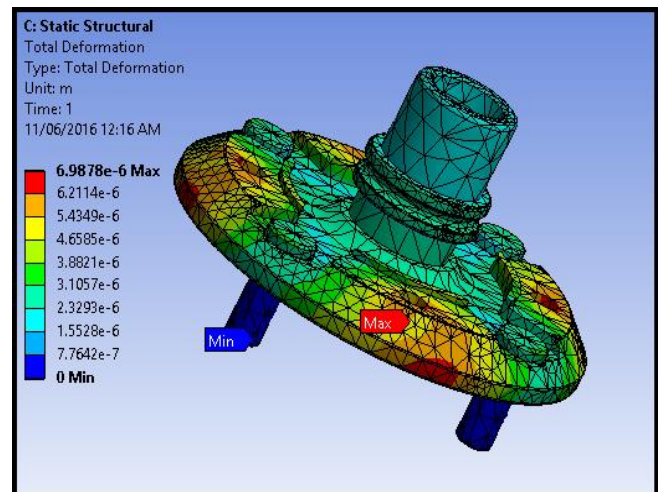 C: Static Structural
Total Deformation
Type: Total Deformation
Unit: m
Time: 1
11/06/2016 12:16 AM
6.9878e-6 Max
6.2114e-6
5.4349e-6
4.6585e-6
3.8821e-6
3.1057e-6
2.3293e-6
1.5528e-6
7.7642e-7
0 Min
Min
Max